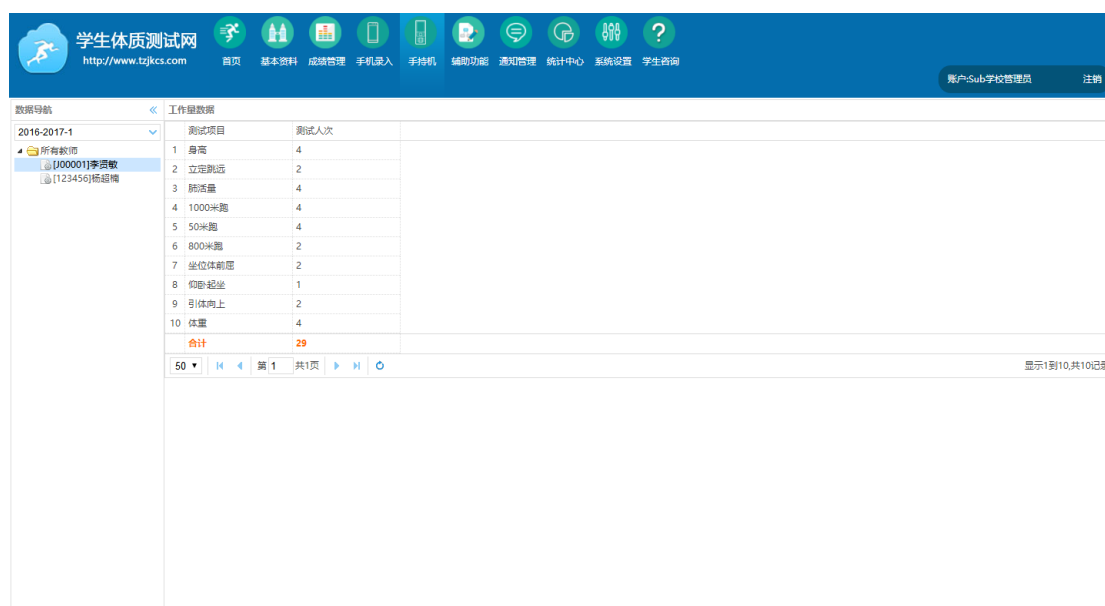 学生体质测试网
http://www.tzjkcs.com
首页 基本资料 成绩管理 手机录入 手持机 辅助功能 通知管理 统计中心 系统设置 学生咨询
账户:Sub学校管理员 注销
数据导航
2016-2017-1
所有教师
[J00001]李贤敏
[123456]杨超楠
工作量数据
测试项目 测试人次
1 身高 4
2 立定跳远 2
3 肺活量 4
4 1000米跑 4
5 50米跑 4
6 800米跑 2
7 坐位体前屈 2
8 仰卧起坐 1
9 引体向上 2
10 体重 4
合计 29
50 第 1 共1页
显示1到10,共10记录